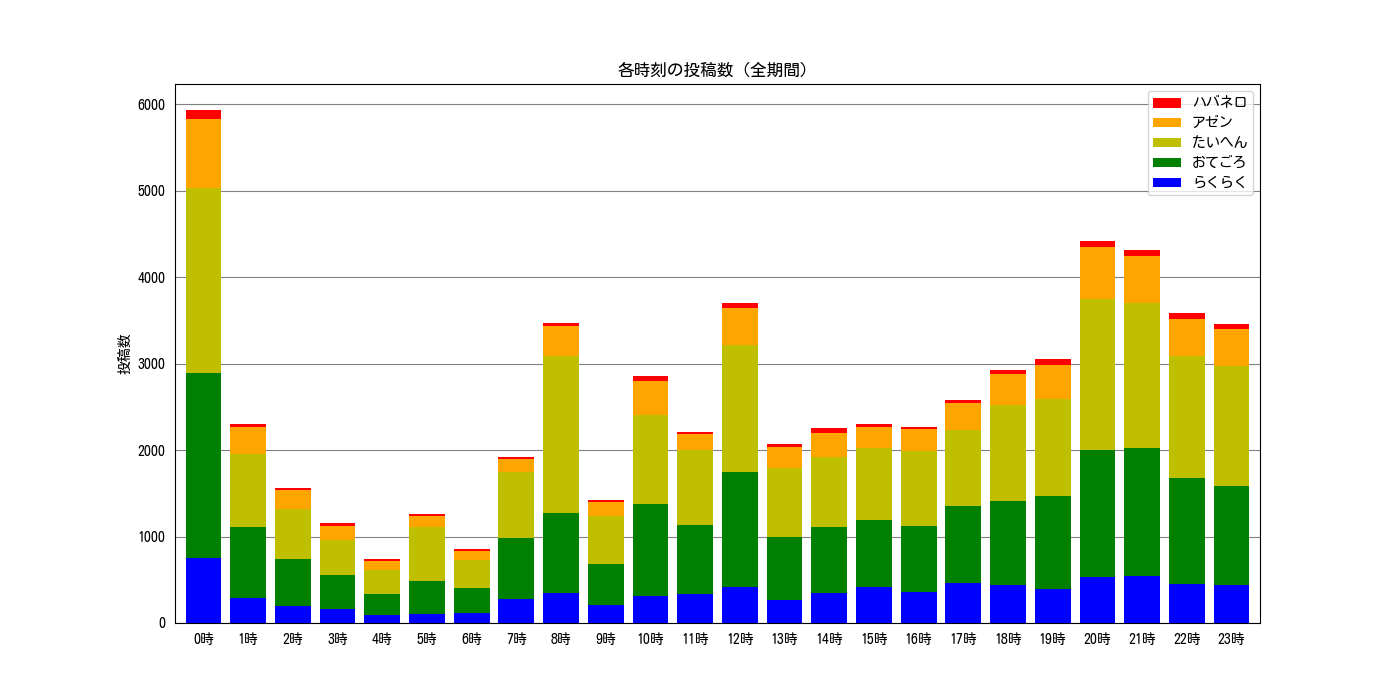 各時刻の投稿数（全期間）
投稿数
6000
5000
4000
3000
2000
1000
0
ハバネロ
アゼン
たいへん
おてごろ
らくらく
0時 1時 2時 3時 4時 5時 6時 7時 8時 9時 10時 11時 12時 13時 14時 15時 16時 17時 18時 19時 20時 21時 22時 23時